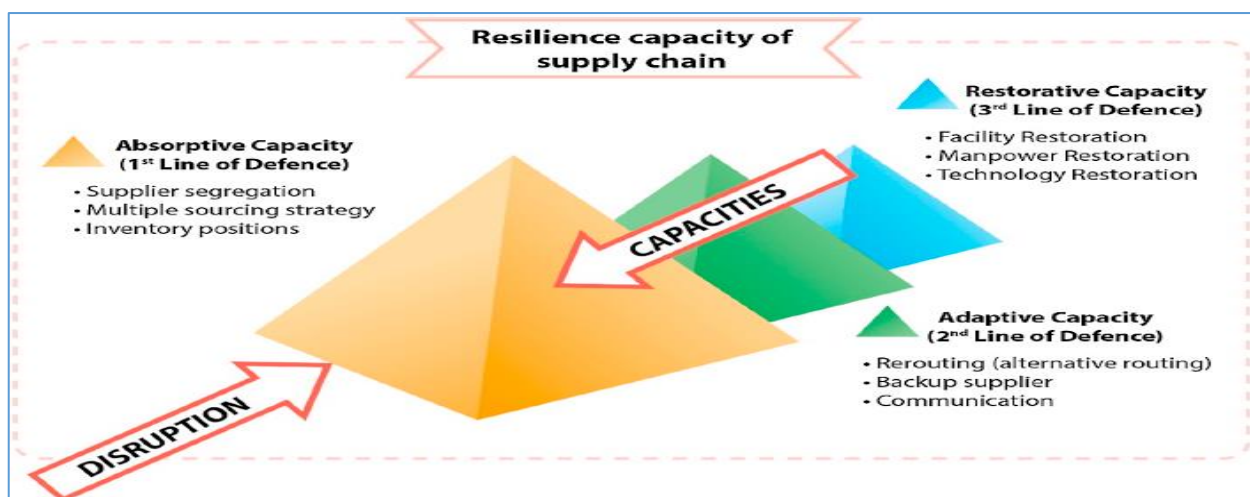 Resilience capacity of
supply chain
Absorptive Capacity
(1st Line of Defence)
• Supplier segregation
• Multiple sourcing strategy
• Inventory positions
Restorative Capacity
(3rd Line of Defence)
• Facility Restoration
• Manpower Restoration
• Technology Restoration
CAPACITIES
Adaptive Capacity
(2nd Line of Defence)
• Rerouting (alternative routing)
• Backup supplier
• Communication
DISRUPTION